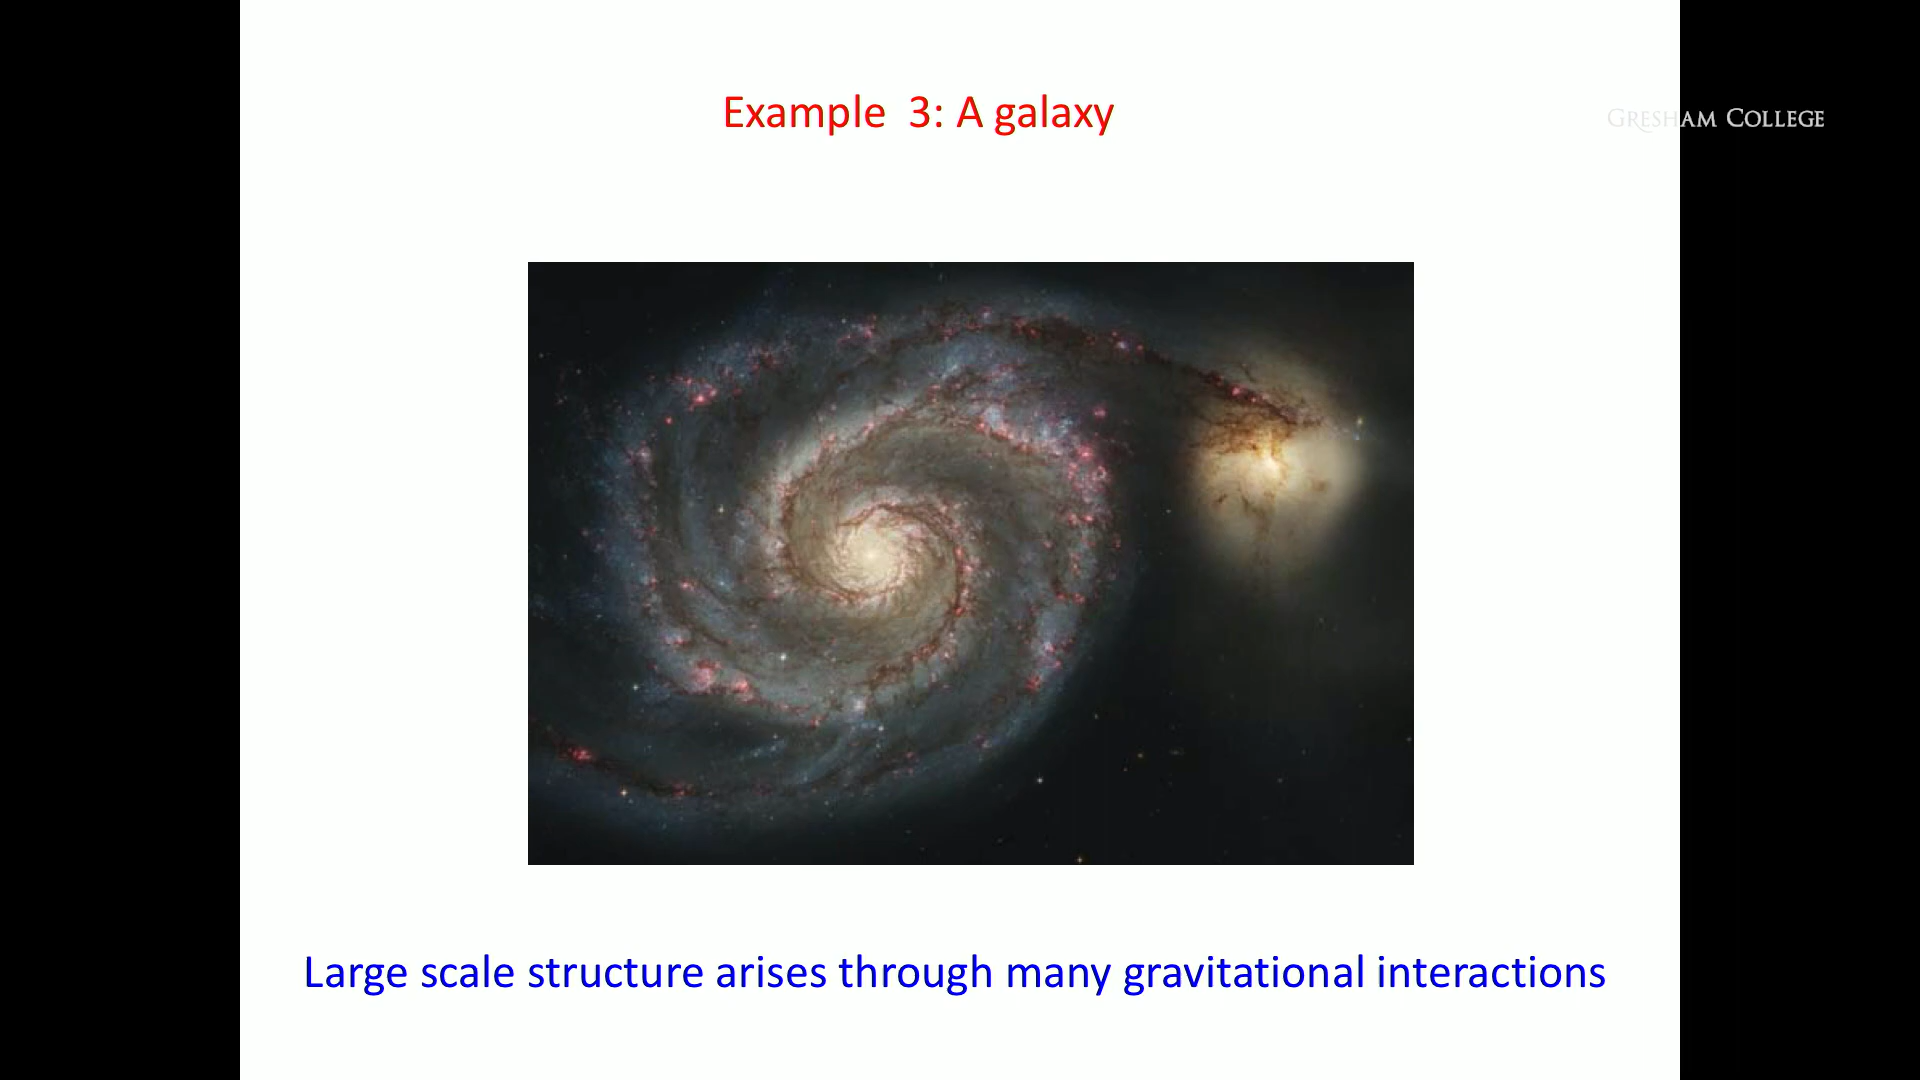 Example 3: A galaxy
GRESHAM COLLEGE
Large scale structure arises through many gravitational interactions